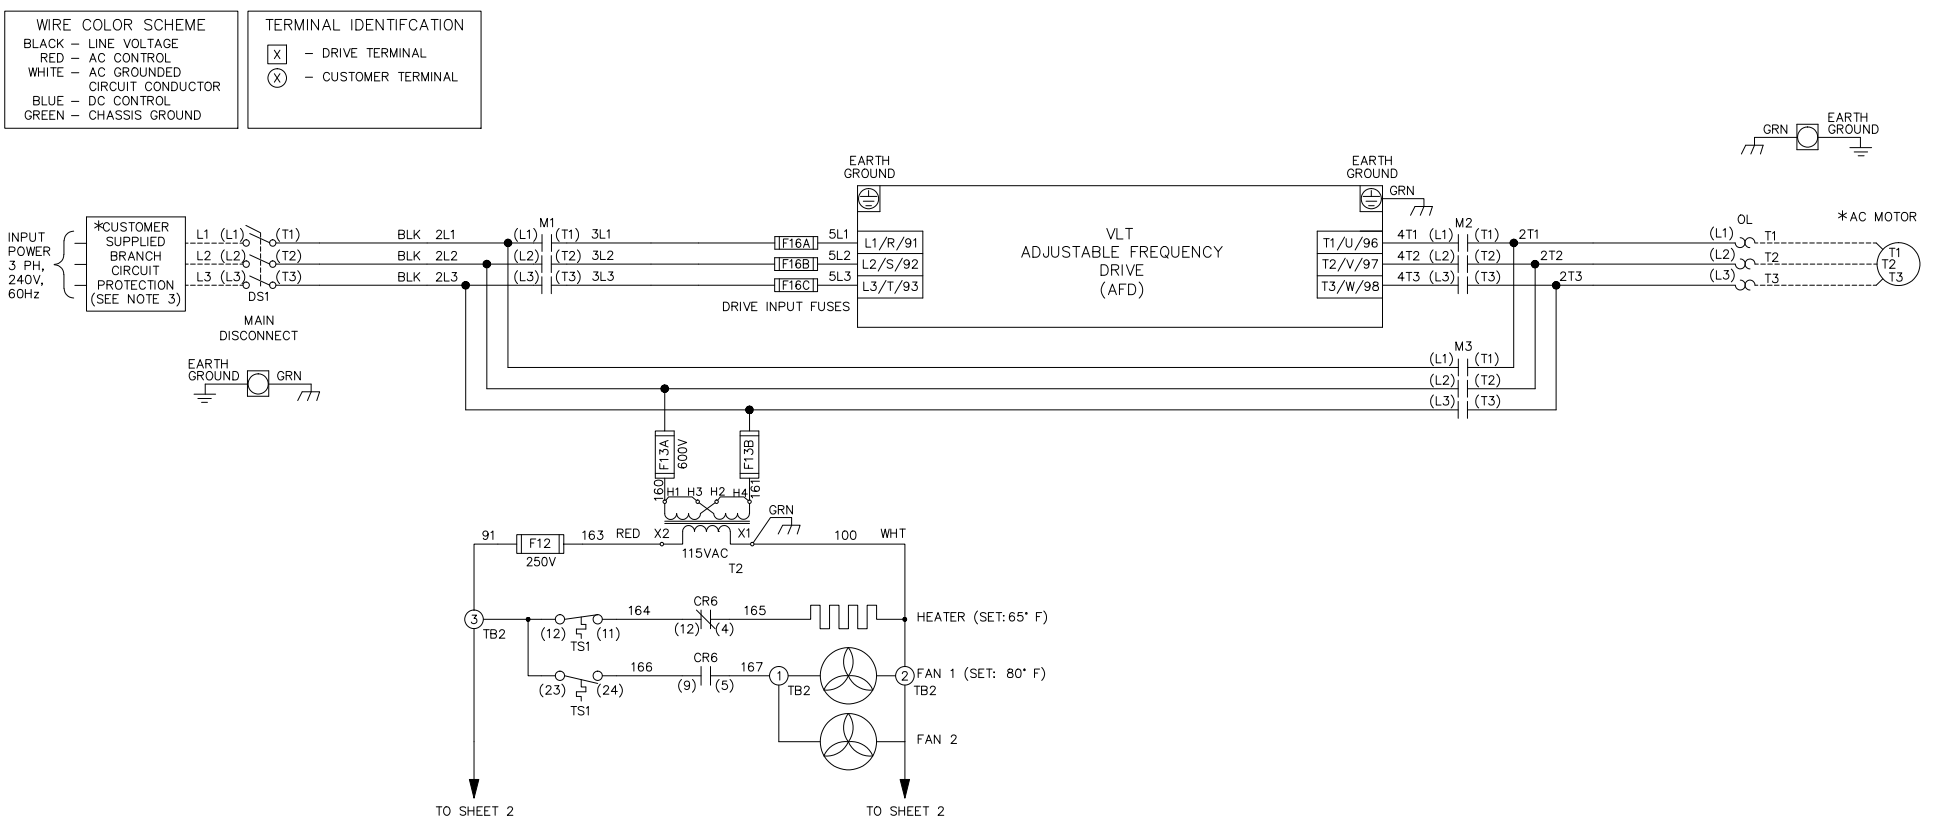 WIRE COLOR SCHEME
BLACK – LINE VOLTAGE
RED – AC CONTROL
WHITE – AC GROUNDED
CIRCUIT CONDUCTOR
BLUE – DC CONTROL
GREEN – CHASSIS GROUND
TERMINAL IDENTIFCATION
X – DRIVE TERMINAL
X – CUSTOMER TERMINAL
GRN
EARTH
GROUND
EARTH
GROUND
EARTH
GROUND
GRN
INPUT
POWER
3 PH,
240V,
60Hz
*CUSTOMER
SUPPLIED
BRANCH
CIRCUIT
PROTECTION
(SEE NOTE 3)
L1 (L1) (T1) BLK 2L1 (L1) M1 (T1) 3L1 F16A 5L1 L1/R/91
L2 (L2) (T2) BLK 2L2 (L2) (T2) 3L2 F16B 5L2 L2/S/92
L3 (L3) (T3) BLK 2L3 (L3) (T3) 3L3 F16C 5L3 L3/T/93
DS1
MAIN
DISCONNECT
DRIVE INPUT FUSES
VLT
ADJUSTABLE FREQUENCY
DRIVE
(AFD)
T1/U/96 4T1 (L1) M2 (T1) 2T1 (L1) OL T1
T2/V/97 4T2 (L2) (T2) 2T2 (L2) T2
T3/W/98 4T3 (L3) (T3) 2T3 (L3) T3
*AC MOTOR
T1
T2
T3
EARTH
GROUND
GRN
M3
(L1) (T1)
(L2) (T2)
(L3) (T3)
F13A
600V
F13B
160
H1 H3 H2 H4
161
GRN
91 F12 163 RED X2 X1 100 WHT
250V
115VAC
T2
3
TB2
(12) (11)
TS1
164
CR6
(12) (4)
165
HEATER (SET:65° F)
(23) (24)
TS1
166
CR6
(9) (5)
167
1
TB2
2
TB2
FAN 1 (SET: 80° F)
FAN 2
TO SHEET 2
TO SHEET 2